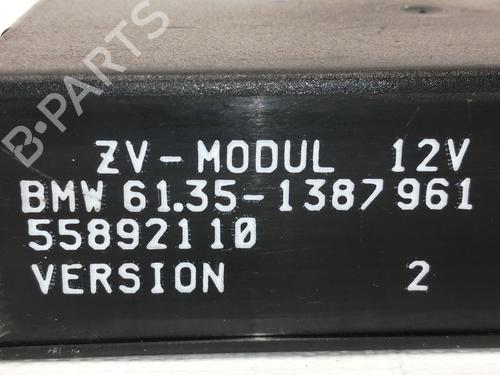 B-PARTS
ZV-MODUL 12V
BMW 61.35-1387961
55892110
VERSION 2